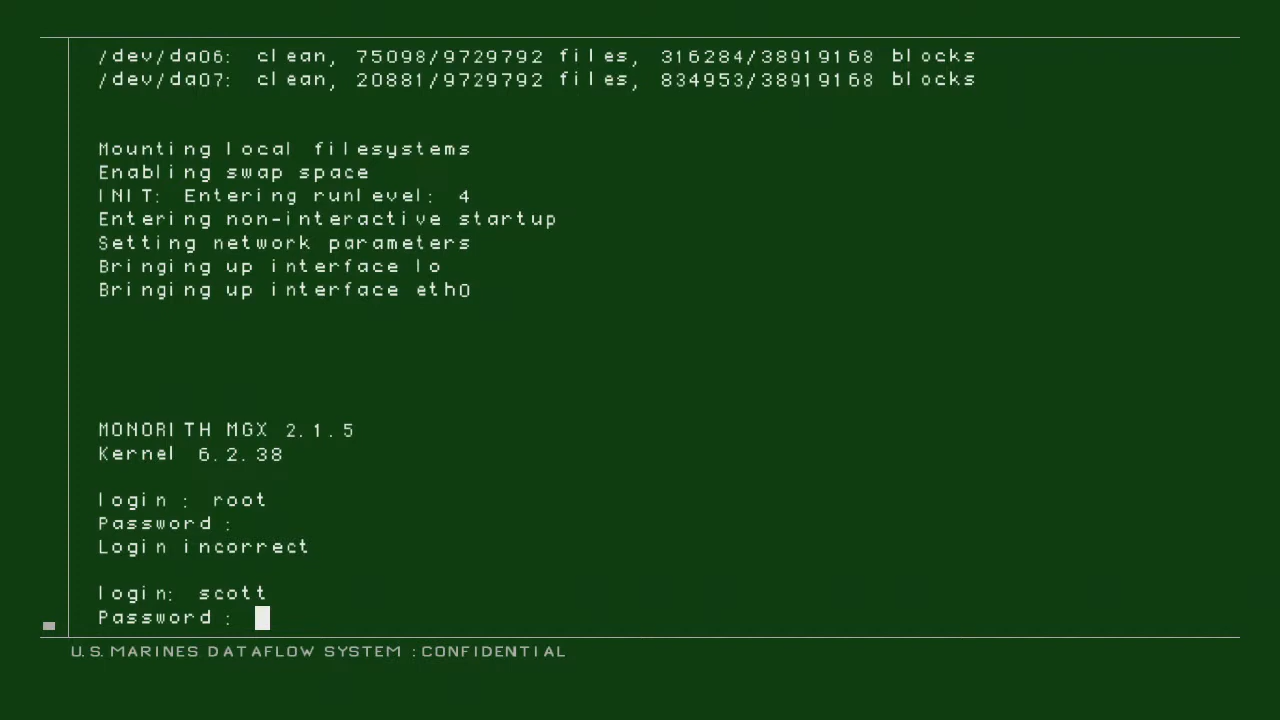 /dev/da06: clean, 75098/9729792 files, 316284/38919168 blocks
/dev/da07: clean, 20881/9729792 files, 834953/38919168 blocks
Mounting local filesystems
Enabling swap space
INIT: Entering runlevel: 4
Entering non-interactive startup
Setting network parameters
Bringing up interface lo
Bringing up interface eth0
MONORITH MGX 2.1.5
Kernel 6.2.38
login : root
Password :
Login incorrect
login: scott
Password :
U.S.MARINES DATAFLOW SYSTEM :CONFIDENTIAL